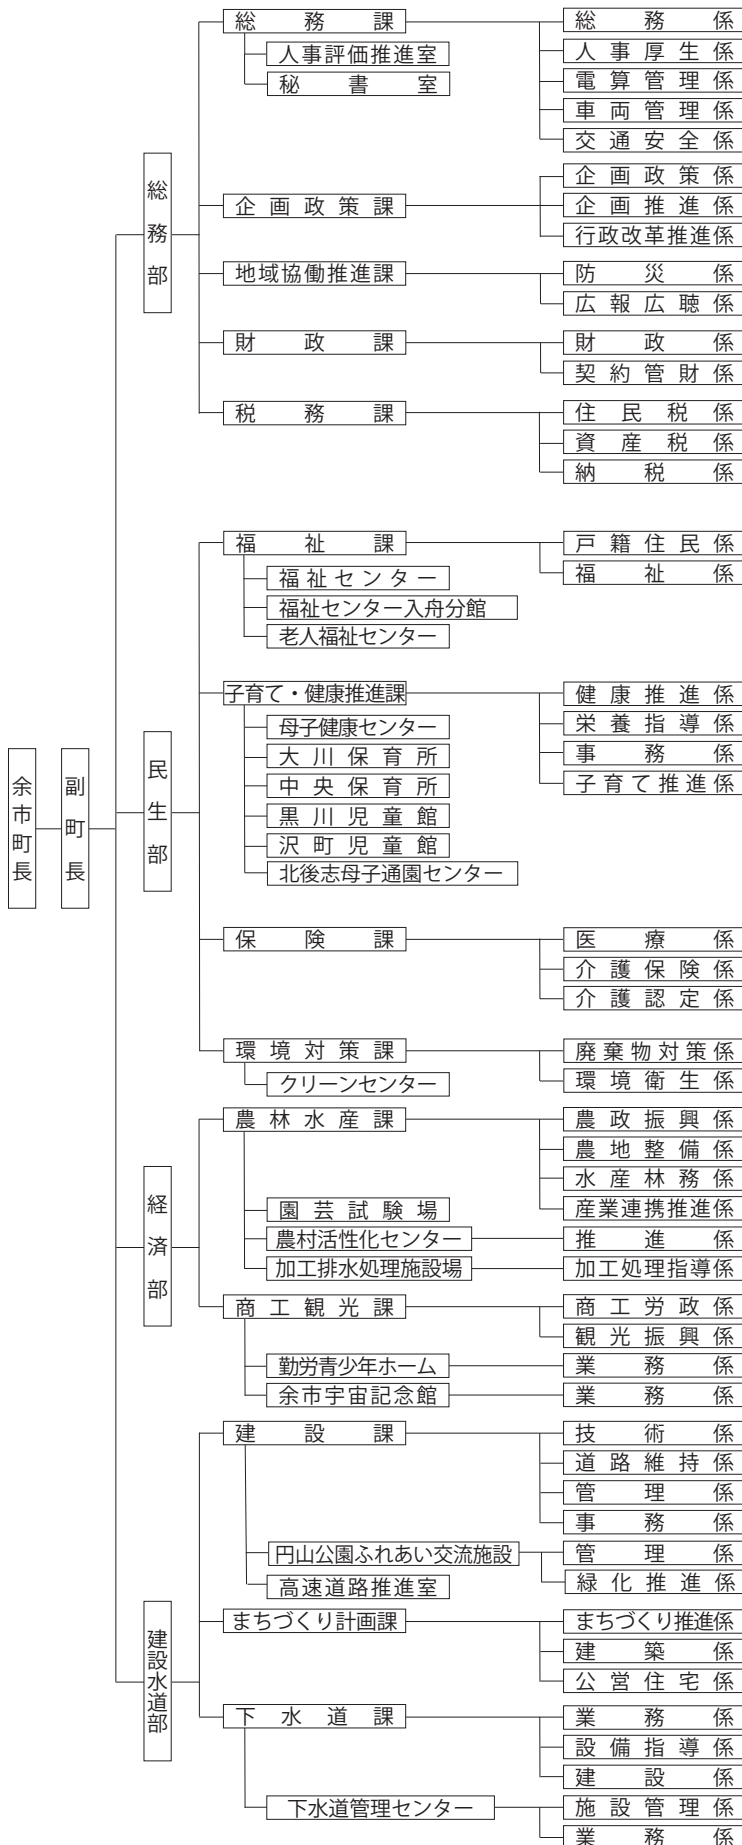 余市町長
副町長
総務部
総務課
人事評価推進室
秘書室
総務係
人事厚生係
電算管理係
車両管理係
交通安全係
企画政策課
企画政策係
企画推進係
行政改革推進係
地域協働推進課
防災係
広報広聴係
財政課
財政係
契約管財係
税務課
住民税係
資産税係
納税係
民生部
福祉課
福祉センター
福祉センター入舟分館
老人福祉センター
戸籍住民係
福祉係
子育て・健康推進課
母子健康センター
大川保育所
中央保育所
黒川児童館
沢町児童館
北後志母子通園センター
健康推進係
栄養指導係
事務係
子育て推進係
保険課
医療係
介護保険係
介護認定係
環境対策課
クリーンセンター
廃棄物対策係
環境衛生係
経済部
農林水産課
農政振興係
農地整備係
水産林務係
産業連携推進係
園芸試験場
農村活性化センター
推進係
加工排水処理施設場
加工処理指導係
商工観光課
商工労政係
観光振興係
勤労青少年ホーム
業務係
余市宇宙記念館
業務係
建設水道部
建設課
技術係
道路維持係
管理係
事務係
円山公園ふれあい交流施設
管理係
緑化推進係
高速道路推進室
まちづくり計画課
まちづくり推進係
建築係
公営住宅係
下水道課
業務係
設備指導係
建設係
下水道管理センター
施設管理係
業務係